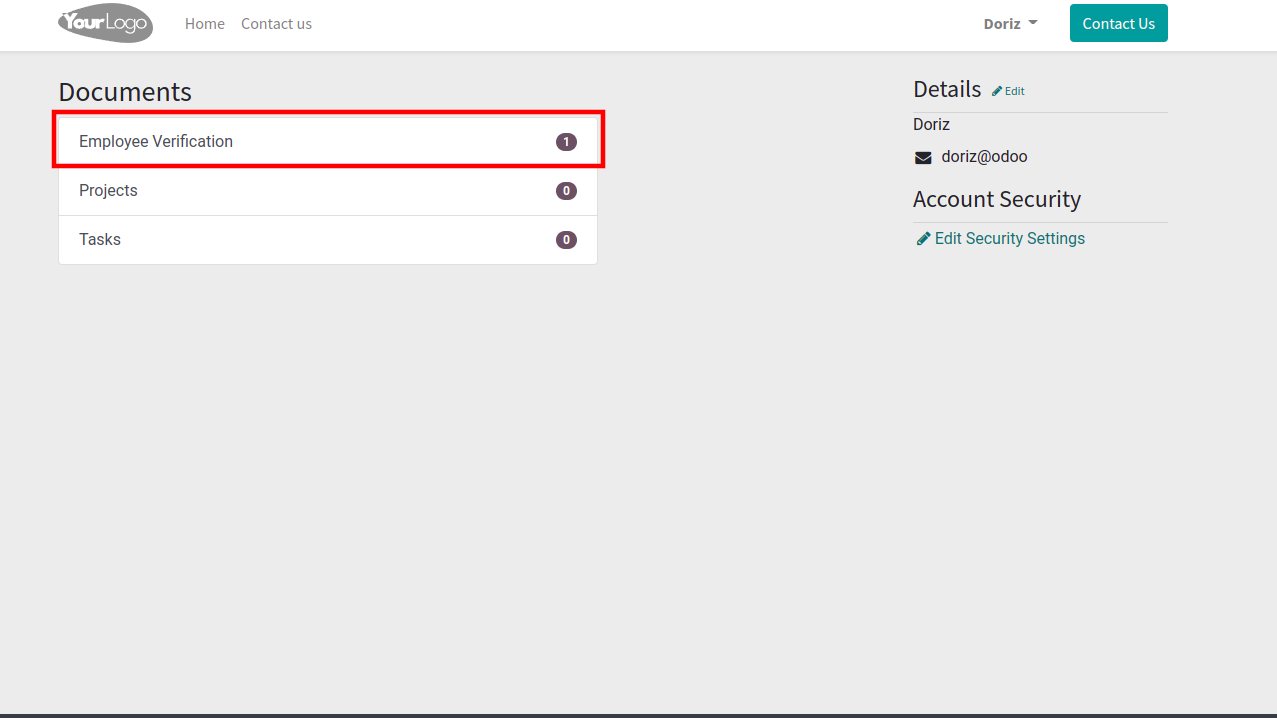 YourLogo
Home
Contact us
Doriz
Contact Us
Documents
Employee Verification 1
Projects 0
Tasks 0
Details Edit
Doriz
doriz@odoo
Account Security
Edit Security Settings